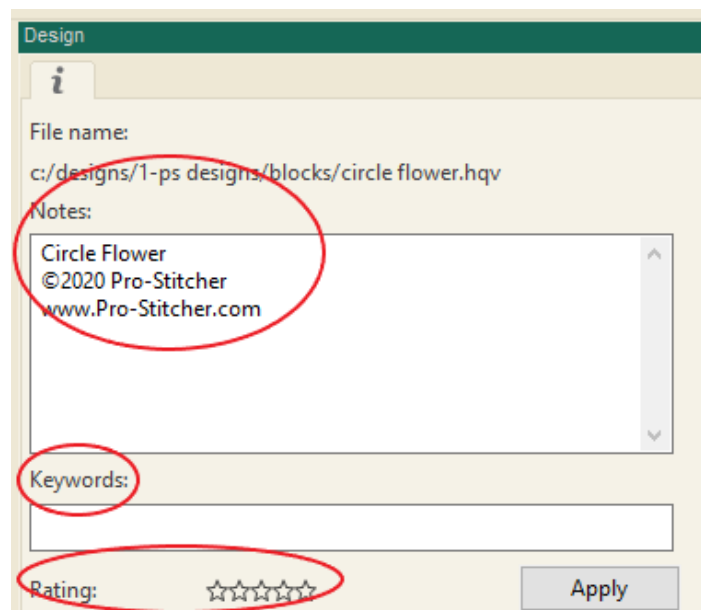 Design
i
File name:
c:/designs/1-ps designs/blocks/circle flower.hqv
Notes:
Circle Flower
©2020 Pro-Stitcher
www.Pro-Stitcher.com
Keywords:
Rating: ☆☆☆☆☆ Apply